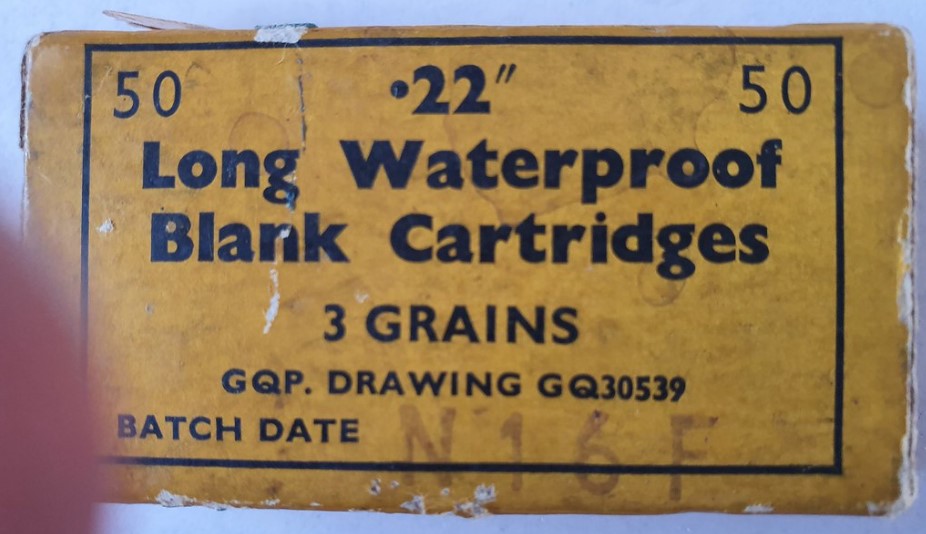 50 .22″ 50
Long Waterproof
Blank Cartridges
3 GRAINS
GQP. DRAWING GQ30539
BATCH DATE N16F